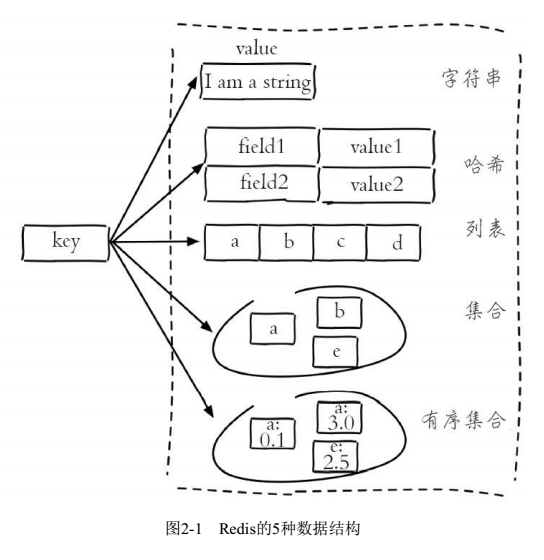 value
I am a string
字符串
field1 value1
field2 value2
哈希
key
a b c d
列表
a
b
e
集合
a:
0.1
a:
3.0
e:
2.5
有序集合
图2-1 Redis的5种数据结构